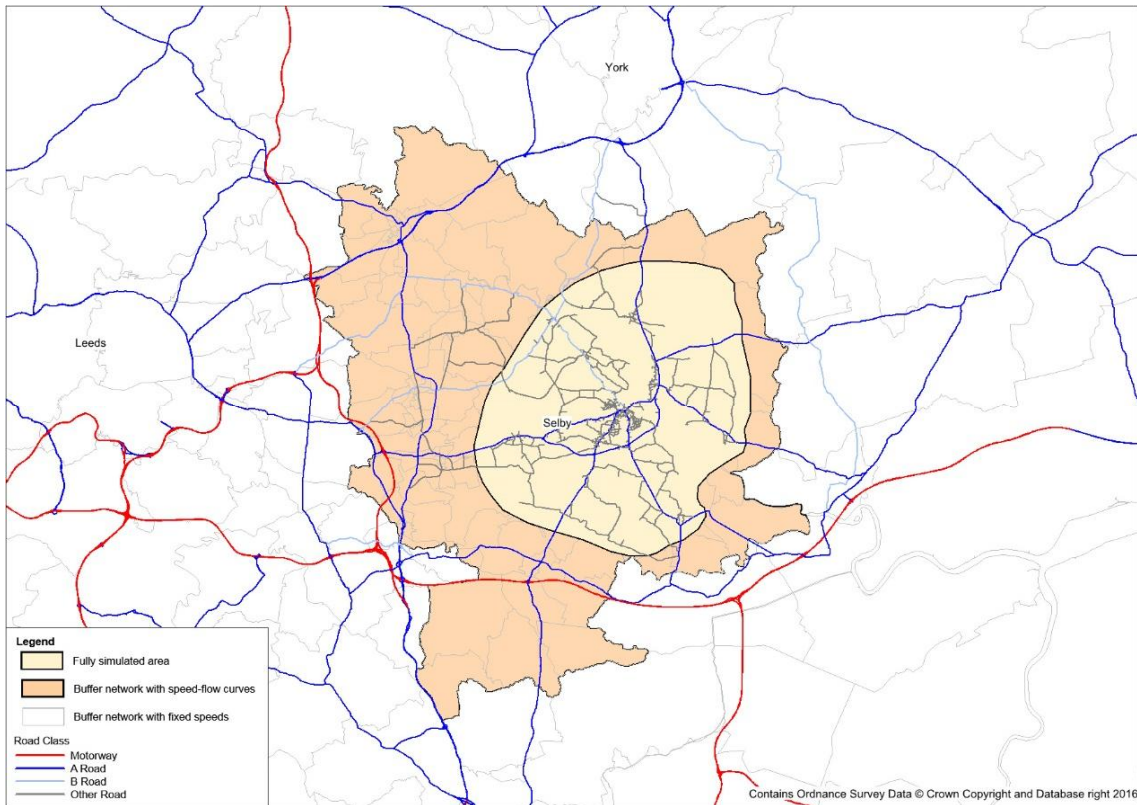 York
Leeds
Selby
Legend
Fully simulated area
Buffer network with speed-flow curves
Buffer network with fixed speeds
Road Class
Motorway
A Road
B Road
Other Road
Contains Ordnance Survey Data © Crown Copyright and Database right 2016